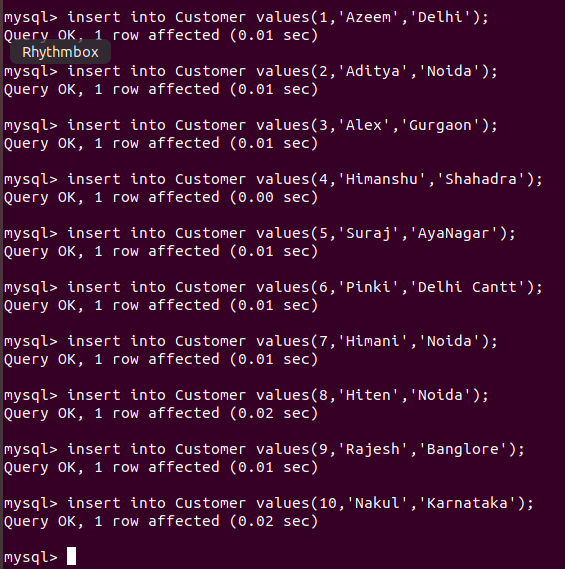 mysql> insert into Customer values(1,'Azeem','Delhi');
Query OK, 1 row affected (0.01 sec)
Rhythmbox
mysql> insert into Customer values(2,'Aditya','Noida');
Query OK, 1 row affected (0.01 sec)
mysql> insert into Customer values(3,'Alex','Gurgaon');
Query OK, 1 row affected (0.01 sec)
mysql> insert into Customer values(4,'Himanshu','Shahadra');
Query OK, 1 row affected (0.00 sec)
mysql> insert into Customer values(5,'Suraj','AyaNagar');
Query OK, 1 row affected (0.01 sec)
mysql> insert into Customer values(6,'Pinki','Delhi Cantt');
Query OK, 1 row affected (0.01 sec)
mysql> insert into Customer values(7,'Himani','Noida');
Query OK, 1 row affected (0.01 sec)
mysql> insert into Customer values(8,'Hiten','Noida');
Query OK, 1 row affected (0.02 sec)
mysql> insert into Customer values(9,'Rajesh','Banglore');
Query OK, 1 row affected (0.01 sec)
mysql> insert into Customer values(10,'Nakul','Karnataka');
Query OK, 1 row affected (0.02 sec)
mysql>